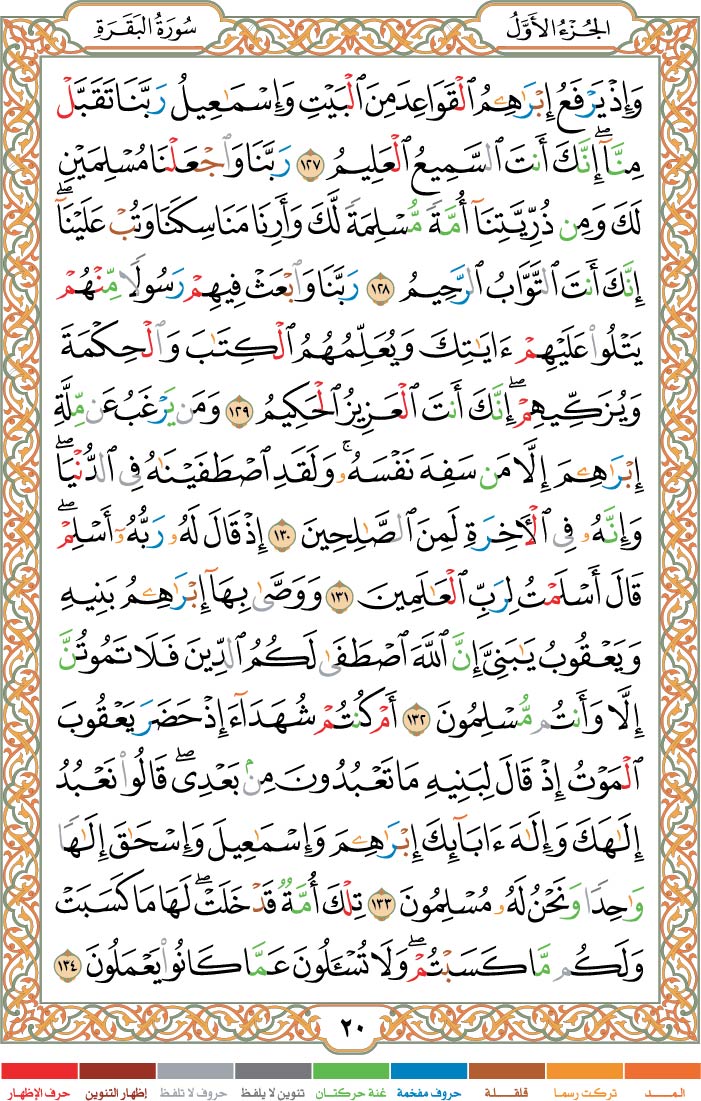 الجُزْءُ الأَوَّلُ
سُورَةُ البَقَرَةِ
وَإِذْ يَرْفَعُ إِبْرَٰهِـۧمُ ٱلْقَوَاعِدَ مِنَ ٱلْبَيْتِ وَإِسْمَـٰعِيلُ رَبَّنَا تَقَبَّلْ
مِنَّآ ۖ إِنَّكَ أَنتَ ٱلسَّمِيعُ ٱلْعَلِيمُ ١٢٧ رَبَّنَا وَٱجْعَلْنَا مُسْلِمَيْنِ
لَكَ وَمِن ذُرِّيَّتِنَآ أُمَّةً مُّسْلِمَةً لَّكَ وَأَرِنَا مَنَاسِكَنَا وَتُبْ عَلَيْنَآ ۖ
إِنَّكَ أَنتَ ٱلتَّوَّابُ ٱلرَّحِيمُ ١٢٨ رَبَّنَا وَٱبْعَثْ فِيهِمْ رَسُولًا مِّنْهُمْ
يَتْلُوا۟ عَلَيْهِمْ ءَايَـٰتِكَ وَيُعَلِّمُهُمُ ٱلْكِتَـٰبَ وَٱلْحِكْمَةَ
وَيُزَكِّيهِمْ ۚ إِنَّكَ أَنتَ ٱلْعَزِيزُ ٱلْحَكِيمُ ١٢٩ وَمَن يَرْغَبُ عَن مِّلَّةِ
إِبْرَٰهِـۧمَ إِلَّا مَن سَفِهَ نَفْسَهُۥ ۚ وَلَقَدِ ٱصْطَفَيْنَـٰهُ فِى ٱلدُّنْيَا ۖ
وَإِنَّهُۥ فِى ٱلْـَٔاخِرَةِ لَمِنَ ٱلصَّـٰلِحِينَ ١٣٠ إِذْ قَالَ لَهُۥ رَبُّهُۥٓ أَسْلِمْ ۖ
قَالَ أَسْلَمْتُ لِرَبِّ ٱلْعَـٰلَمِينَ ١٣١ وَوَصَّىٰ بِهَآ إِبْرَٰهِـۧمُ بَنِيهِ
وَيَعْقُوبُ يَـٰبَنِىَّ إِنَّ ٱللَّهَ ٱصْطَفَىٰ لَكُمُ ٱلدِّينَ فَلَا تَمُوتُنَّ
إِلَّا وَأَنتُم مُّسْلِمُونَ ١٣٢ أَمْ كُنتُمْ شُهَدَآءَ إِذْ حَضَرَ يَعْقُوبَ
ٱلْمَوْتُ إِذْ قَالَ لِبَنِيهِ مَا تَعْبُدُونَ مِنۢ بَعْدِى ۖ قَالُوا۟ نَعْبُدُ
إِلَـٰهَكَ وَإِلَـٰهَ ءَابَآئِكَ إِبْرَٰهِـۧمَ وَإِسْمَـٰعِيلَ وَإِسْحَـٰقَ إِلَـٰهًا
وَٰحِدًا وَنَحْنُ لَهُۥ مُسْلِمُونَ ١٣٣ تِلْكَ أُمَّةٌ قَدْ خَلَتْ ۖ لَهَا مَا كَسَبَتْ
وَلَكُم مَّا كَسَبْتُمْ ۖ وَلَا تُسْـَٔلُونَ عَمَّا كَانُوا۟ يَعْمَلُونَ ١٣٤
٢٠
المــد تركت رسما قلقلة حروف مفخمة غنة حركتان تنوين لا يلفظ حروف لا تلفظ إظهار التنوين حرف الإظهار